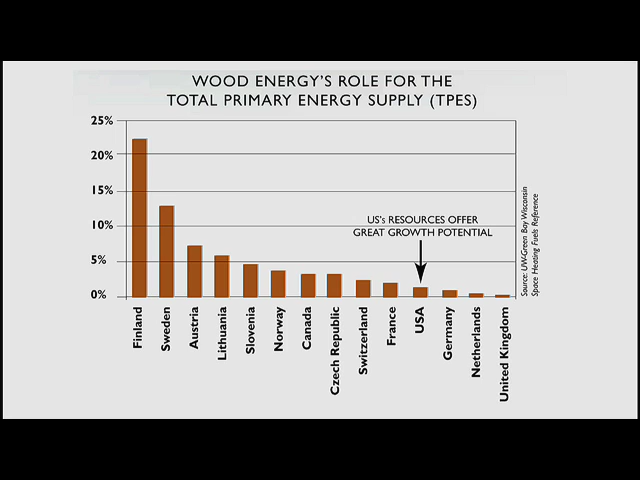 WOOD ENERGY'S ROLE FOR THE
TOTAL PRIMARY ENERGY SUPPLY (TPES)
25%
20%
15%
10%
5%
0%
US's RESOURCES OFFER
GREAT GROWTH POTENTIAL
Finland
Sweden
Austria
Lithuania
Slovenia
Norway
Canada
Czech Republic
Switzerland
France
USA
Germany
Netherlands
United Kingdom
Source: UW-Green Bay Wisconsin
Space Heating Fuels Reference